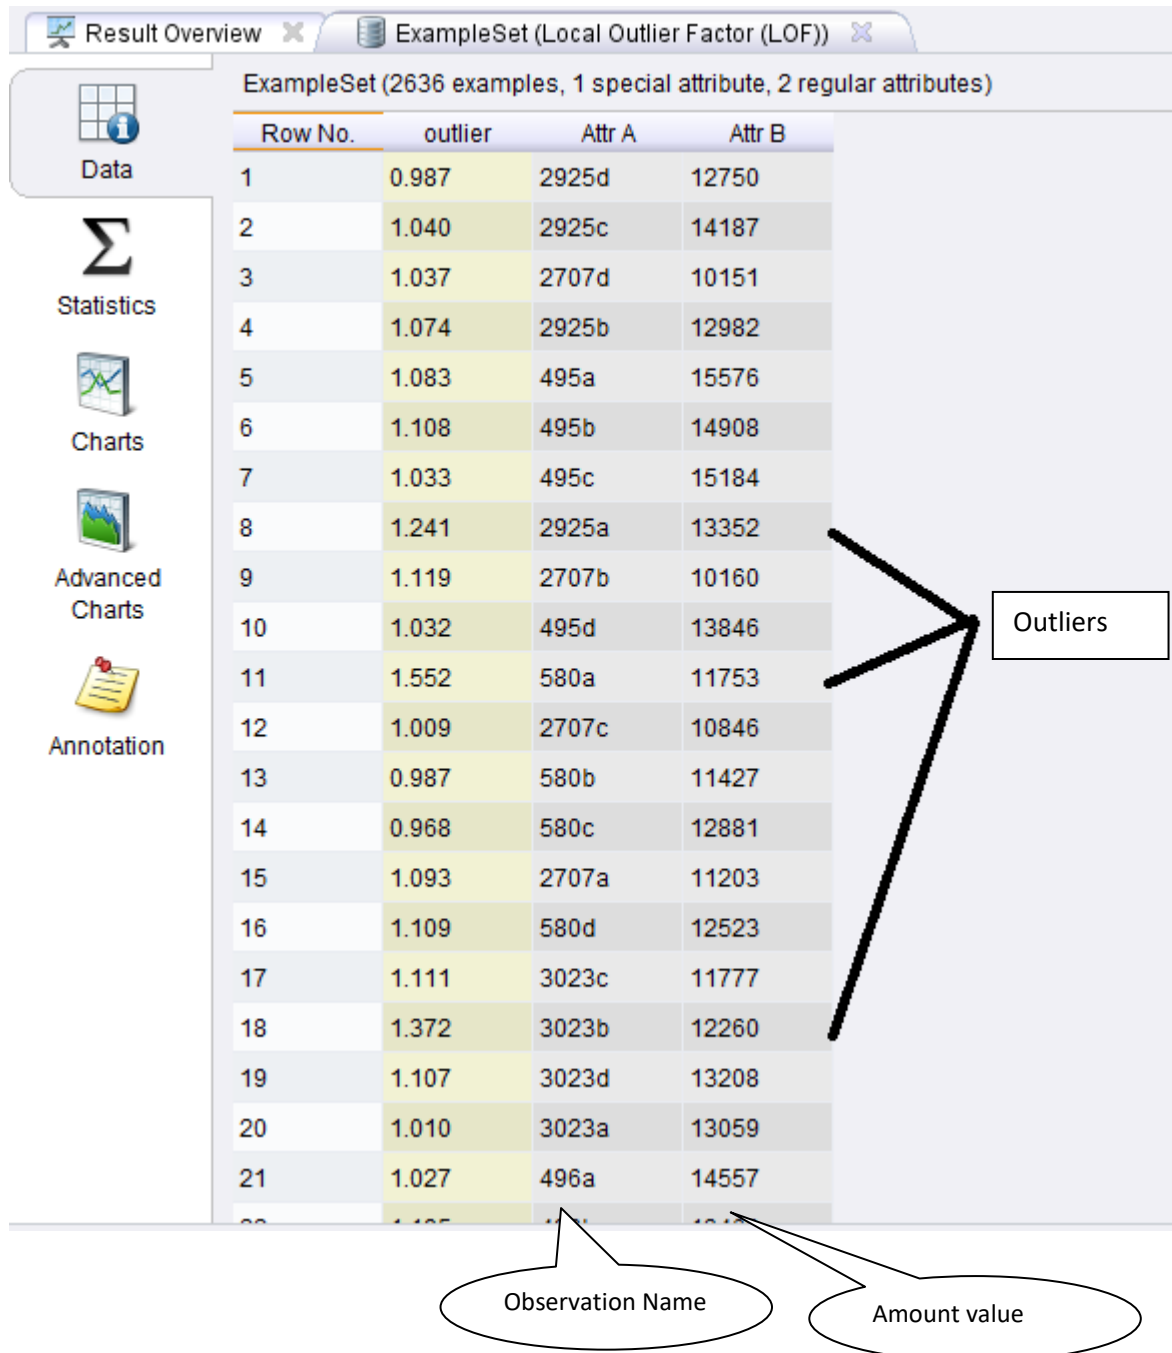 Result Overview
ExampleSet (Local Outlier Factor (LOF))
ExampleSet (2636 examples, 1 special attribute, 2 regular attributes)
Data
Statistics
Charts
Advanced
Charts
Annotation
Row No. outlier Attr A Attr B
1 0.987 2925d 12750
2 1.040 2925c 14187
3 1.037 2707d 10151
4 1.074 2925b 12982
5 1.083 495a 15576
6 1.108 495b 14908
7 1.033 495c 15184
8 1.241 2925a 13352
9 1.119 2707b 10160
10 1.032 495d 13846
11 1.552 580a 11753
12 1.009 2707c 10846
13 0.987 580b 11427
14 0.968 580c 12881
15 1.093 2707a 11203
16 1.109 580d 12523
17 1.111 3023c 11777
18 1.372 3023b 12260
19 1.107 3023d 13208
20 1.010 3023a 13059
21 1.027 496a 14557
Outliers
Observation Name
Amount value